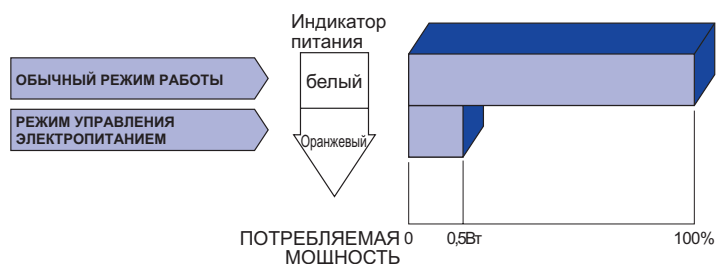 Индикатор
питания
ОБЫЧНЫЙ РЕЖИМ РАБОТЫ
белый
РЕЖИМ УПРАВЛЕНИЯ
ЭЛЕКТРОПИТАНИЕМ
Оранжевый
ПОТРЕБЛЯЕМАЯ
МОЩНОСТЬ
0 0,5Вт 100%